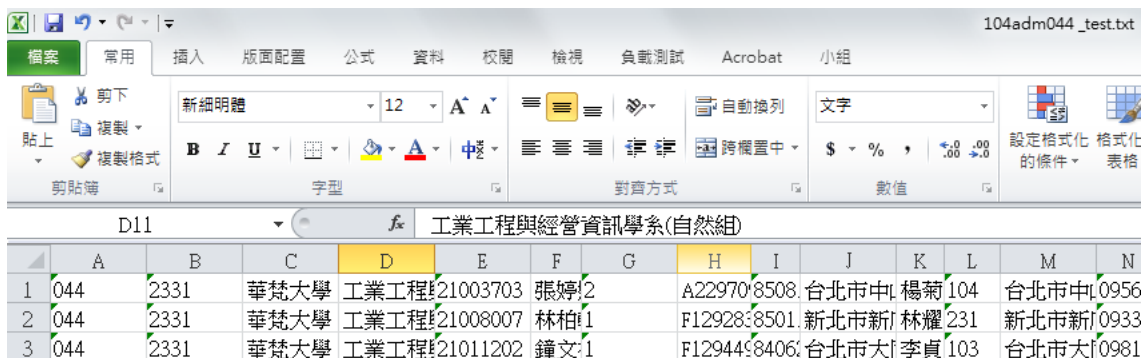 104adm044 _test.txt
檔案 常用 插入 版面配置 公式 資料 校閱 檢視 負載測試 Acrobat 小組
貼上 剪下 複製 複製格式 剪貼簿
新細明體 12 A A B I U A 中 字型
自動換列 跨欄置中 對齊方式
文字 $ % , .00 .0 數值
設定格式化的條件 格式化 表格
D11 fx 工業工程與經營資訊學系(自然組)
A B C D E F G H I J K L M N
1 044 2331 華梵大學 工業工程 21003703 張婷 2 A22970 8508 台北市中 楊菊 104 台北市中 0956
2 044 2331 華梵大學 工業工程 21008007 林柏 1 F12928 8501 新北市新 林耀 231 新北市新 0933
3 044 2331 華梵大學 工業工程 21011202 鐘文 1 F12944 8406 台北市大 李貞 103 台北市大 0981